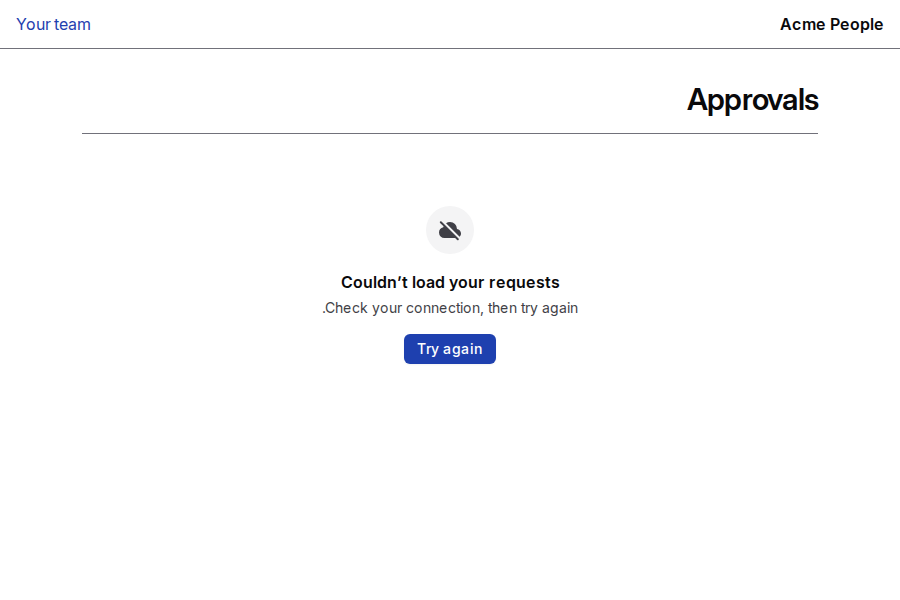 Acme People
Your team
Approvals
Couldn’t load your requests
.Check your connection, then try again
Try again